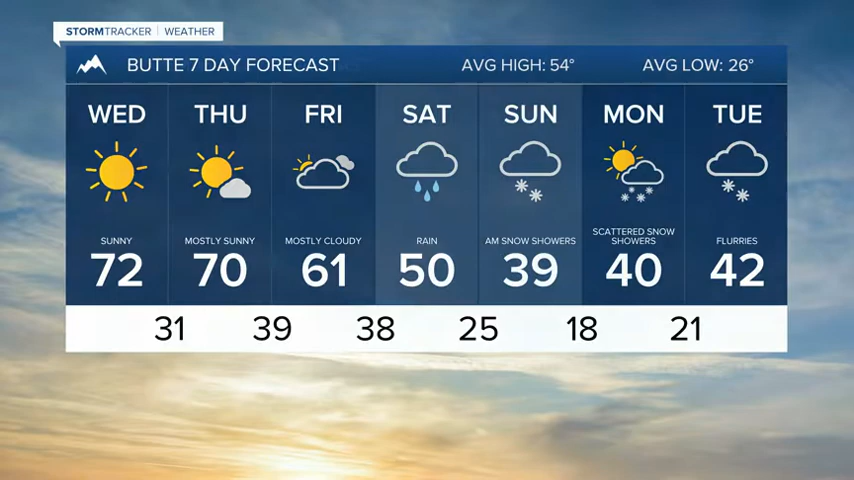 STORMTRACKER | WEATHER
BUTTE 7 DAY FORECAST AVG HIGH: 54° AVG LOW: 26°
WED THU FRI SAT SUN MON TUE
SUNNY MOSTLY SUNNY MOSTLY CLOUDY RAIN AM SNOW SHOWERS SCATTERED SNOW SHOWERS FLURRIES
72 70 61 50 39 40 42
31 39 38 25 18 21